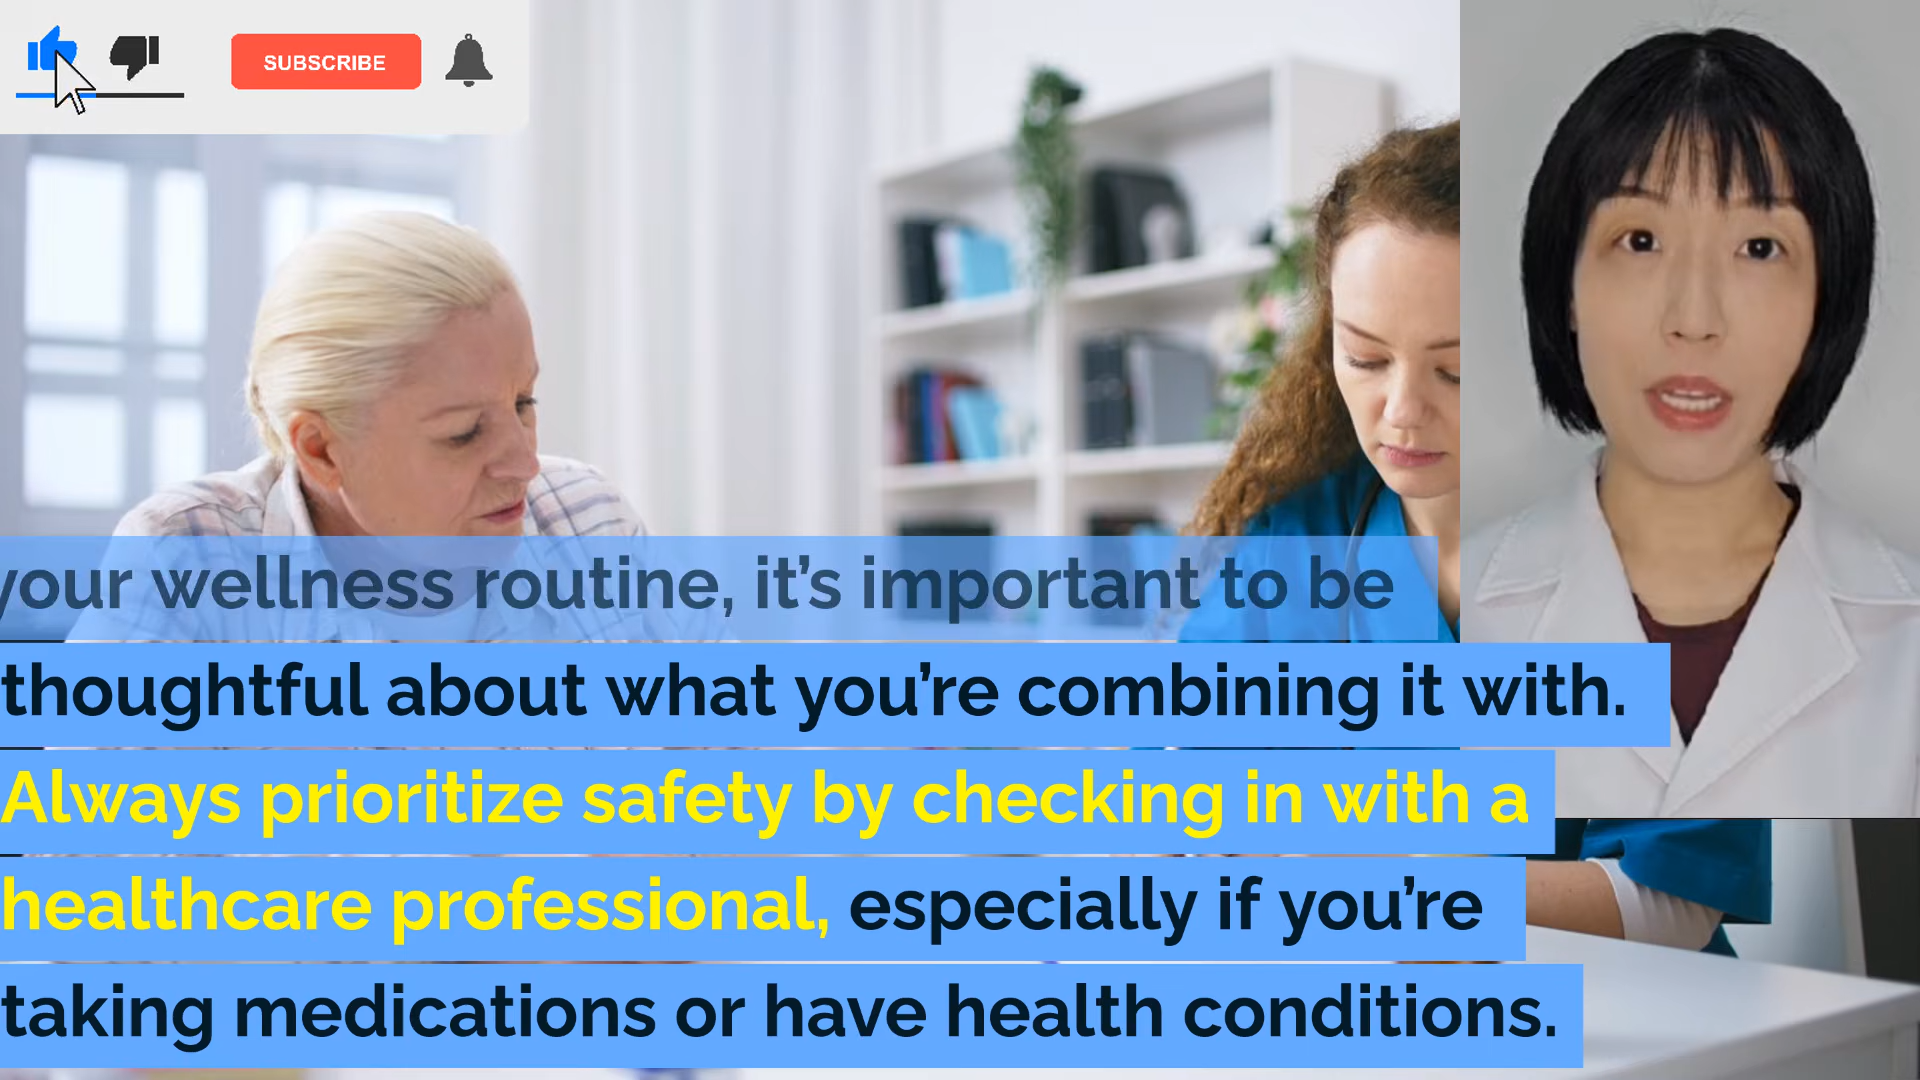 SUBSCRIBE
your wellness routine, it’s important to be
thoughtful about what you’re combining it with.
Always prioritize safety by checking in with a
healthcare professional, especially if you’re
taking medications or have health conditions.